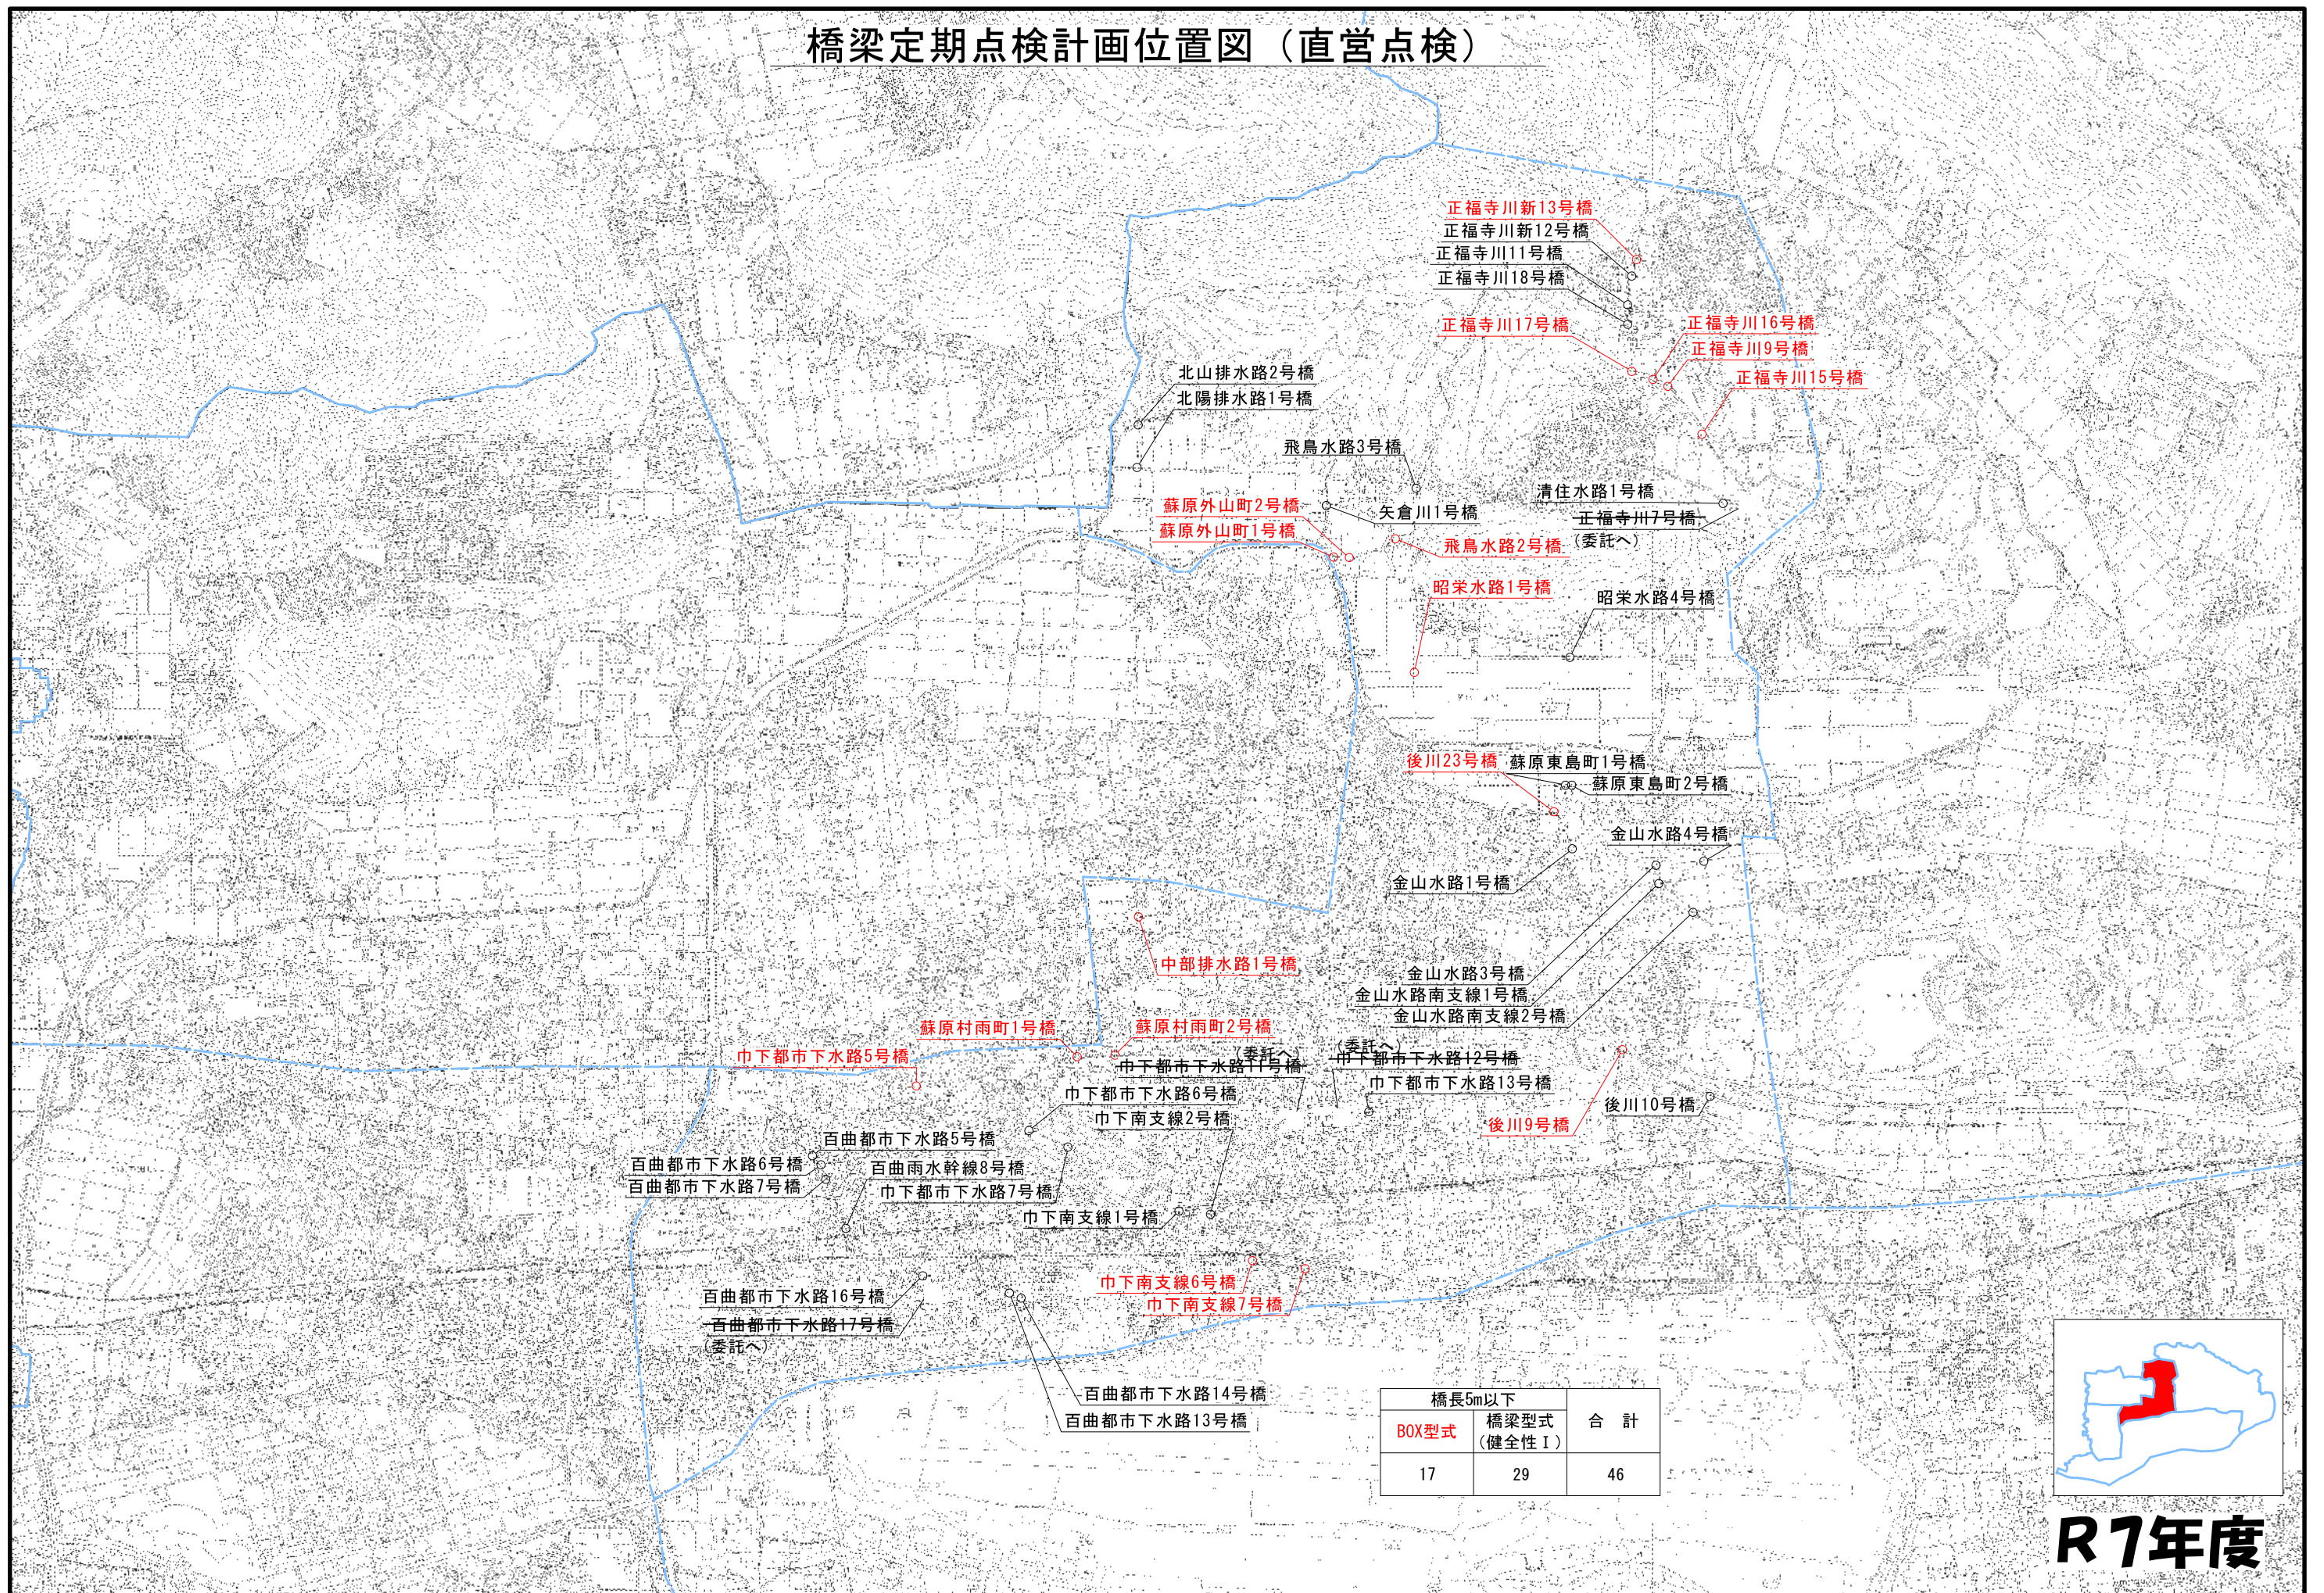 橋梁定期点検計画位置図（直営点検）
正福寺川新13号橋
正福寺川新12号橋
正福寺川11号橋
正福寺川18号橋
正福寺川17号橋
正福寺川16号橋
正福寺川9号橋
正福寺川15号橋
北山排水路2号橋
北陽排水路1号橋
飛鳥水路3号橋
清住水路1号橋
蘇原外山町2号橋
矢倉川1号橋
正福寺川7号橋
（委託へ）
蘇原外山町1号橋
飛鳥水路2号橋
昭栄水路1号橋
昭栄水路4号橋
後川23号橋
蘇原東島町1号橋
蘇原東島町2号橋
金山水路4号橋
金山水路1号橋
中部排水路1号橋
金山水路3号橋
金山水路南支線1号橋
金山水路南支線2号橋
蘇原村雨町1号橋
蘇原村雨町2号橋
巾下都市下水路5号橋
（委託へ）
巾下都市下水路11号橋
（委託へ）
巾下都市下水路12号橋
巾下都市下水路13号橋
巾下都市下水路6号橋
巾下南支線2号橋
後川10号橋
後川9号橋
百曲都市下水路5号橋
百曲都市下水路6号橋
百曲雨水幹線8号橋
百曲都市下水路7号橋
巾下都市下水路7号橋
巾下南支線1号橋
巾下南支線6号橋
巾下南支線7号橋
百曲都市下水路16号橋
百曲都市下水路17号橋
（委託へ）
百曲都市下水路14号橋
百曲都市下水路13号橋
橋長5m以下
合　計
BOX型式
橋梁型式
（健全性Ⅰ）
17
29
46
R7年度